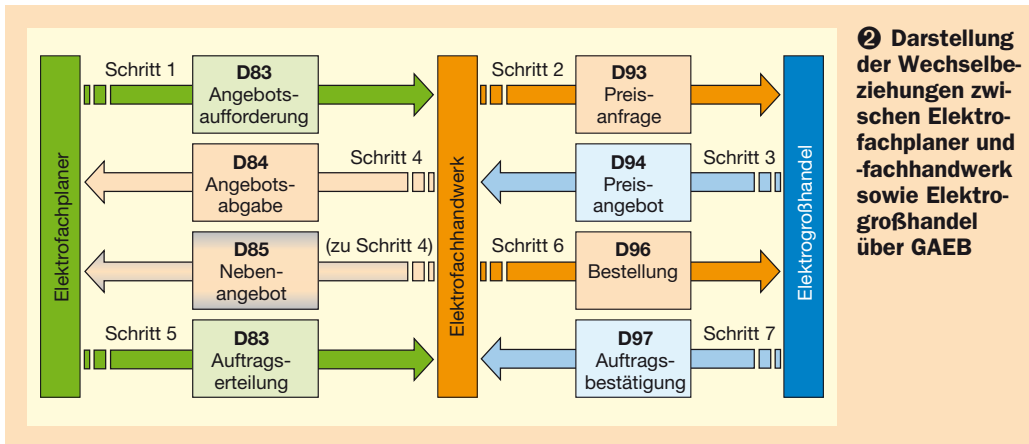 Elektrofachplaner
Schritt 1
D83
Angebots-
aufforderung
D84
Angebots-
abgabe
Schritt 4
D85
Neben-
angebot
(zu Schritt 4)
Schritt 5
D83
Auftrags-
erteilung
Elektrofachhandwerk
Schritt 2
D93
Preis-
anfrage
D94
Preis-
angebot
Schritt 3
Schritt 6
D96
Bestellung
D97
Auftrags-
bestätigung
Schritt 7
Elektrogroßhandel
❷ Darstellung
der Wechselbe-
ziehungen zwi-
schen Elektro-
fachplaner und
-fachhandwerk
sowie Elektro-
großhandel
über GAEB